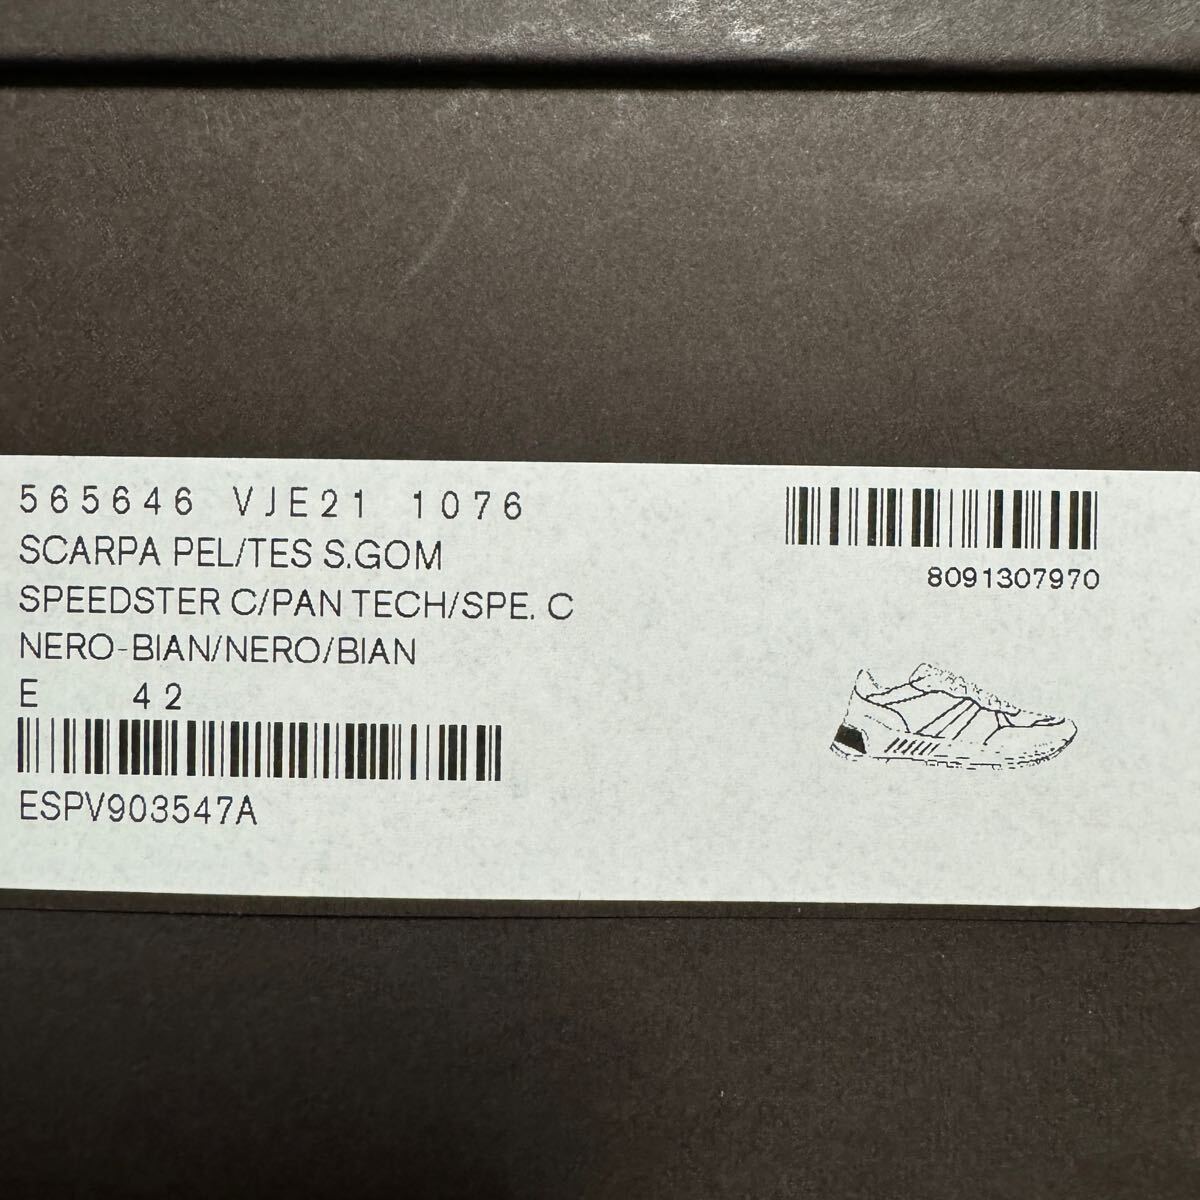 565646 VJE21 1076
SCARPA PEL/TES S.GOM
SPEEDSTER C/PAN TECH/SPE. C
NERO-BIAN/NERO/BIAN
E 42
ESPV903547A
8091307970